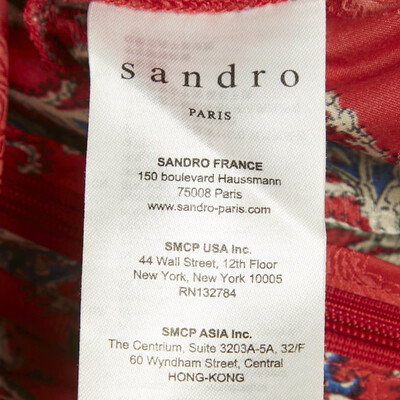 sandro
PARIS
SANDRO FRANCE
150 boulevard Haussmann
75008 Paris
www.sandro-paris.com
SMCP USA Inc.
44 Wall Street, 12th Floor
New York, New York 10005
RN132784
SMCP ASIA Inc.
The Centrium, Suite 3203A-5A, 32/F
60 Wyndham Street, Central
HONG-KONG